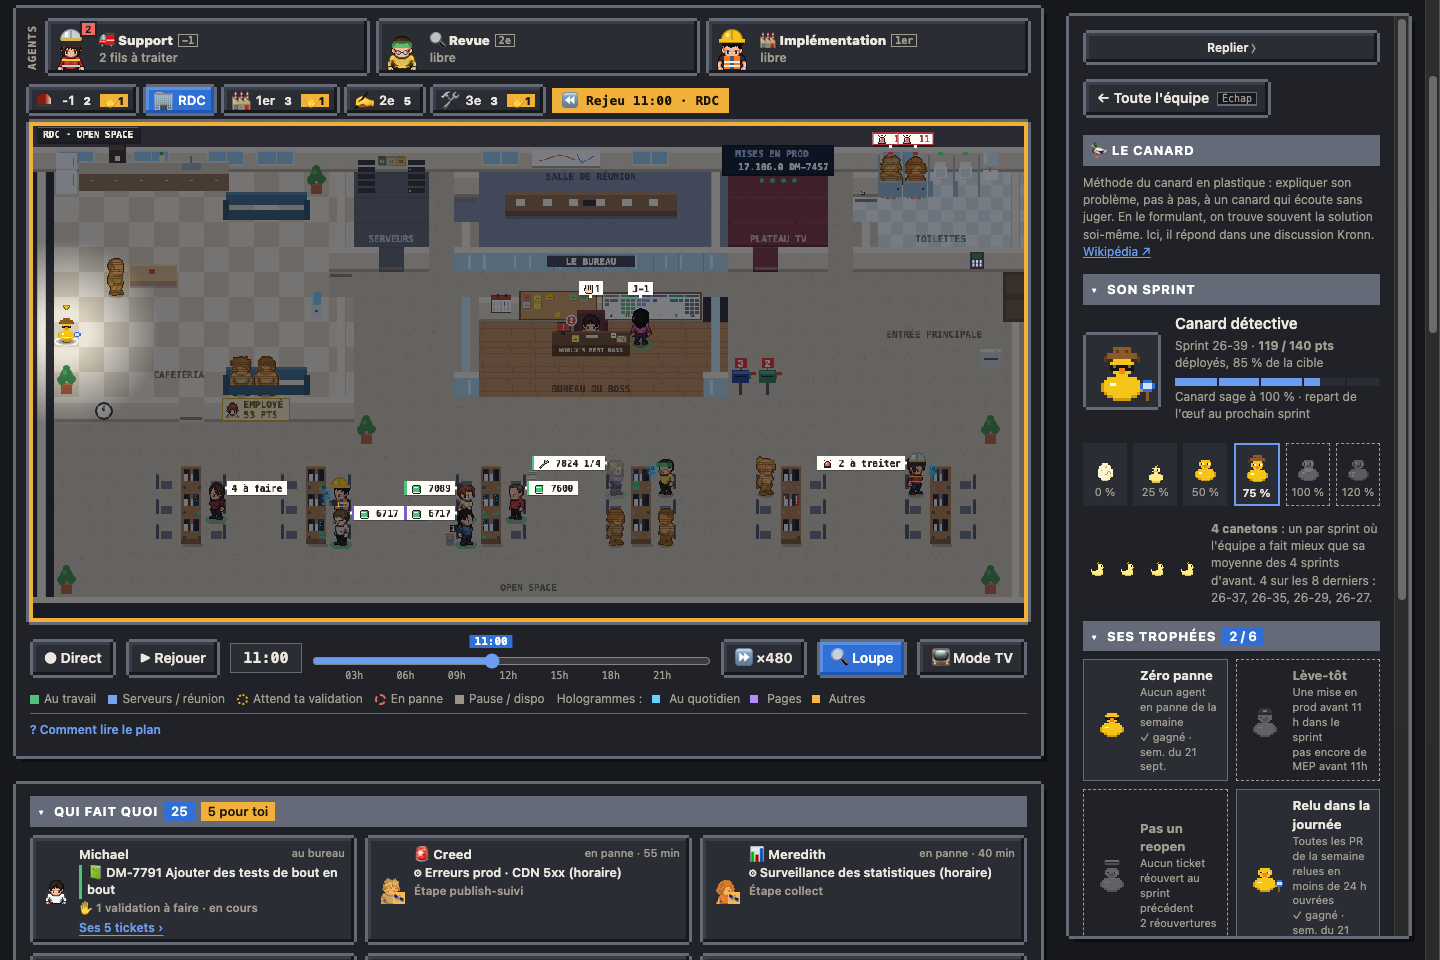 AGENTS
2
Support -1
2 fils à traiter
Revue 2e
libre
Implémentation 1er
libre
-1 2 1
RDC
1er 3 1
2e 5
3e 3 1
Rejeu 11:00 · RDC
RDC · OPEN SPACE
11
MISES EN PROD
17.106.0 DM-7457
SALLE DE RÉUNION
SERVEURS
PLATEAU TV
TOILETTES
LE BUREAU
1
J-1
2
WORLD'S BEST BOSS
ENTRÉE PRINCIPALE
CAFETERIA
BUREAU DU BOSS
3
2
EMPLOYÉ
53 PTS
7824 1/4
2 à traiter
4 à faire
7089
7600
6717
6717
OPEN SPACE
Direct
Rejouer
11:00
11:00
03h 06h 09h 12h 15h 18h 21h
×480
Loupe
Mode TV
Au travail
Serveurs / réunion
Attend ta validation
En panne
Pause / dispo
Hologrammes :
Au quotidien
Pages
Autres
? Comment lire le plan
QUI FAIT QUOI 25 5 pour toi
Michael au bureau
DM-7791 Ajouter des tests de bout en
bout
1 validation à faire · en cours
Ses 5 tickets ›
Creed en panne · 55 min
Erreurs prod · CDN 5xx (horaire)
Étape publish-suivi
Meredith en panne · 40 min
Surveillance des statistiques (horaire)
Étape collect
Replier ›
← Toute l'équipe Échap
LE CANARD
Méthode du canard en plastique : expliquer son
problème, pas à pas, à un canard qui écoute sans
juger. En le formulant, on trouve souvent la solution
soi-même. Ici, il répond dans une discussion Kronn.
Wikipédia ↗
SON SPRINT
Canard détective
Sprint 26-39 · 119 / 140 pts
déployés, 85 % de la cible
Canard sage à 100 % · repart de
l'œuf au prochain sprint
0 % 25 % 50 % 75 % 100 % 120 %
4 canetons : un par sprint où
l'équipe a fait mieux que sa
moyenne des 4 sprints
d'avant. 4 sur les 8 derniers :
26-37, 26-35, 26-29, 26-27.
SES TROPHÉES 2 / 6
Zéro panne
Aucun agent
en panne de la
semaine
✓ gagné ·
sem. du 21
sept.
Lève-tôt
Une mise en
prod avant 11
h dans le
sprint
pas encore de
MEP avant 11h
Pas un
reopen
Aucun ticket
réouvert au
sprint
précédent
2 réouvertures
Relu dans la
journée
Toutes les PR
de la semaine
relues en
moins de 24 h
ouvrées
✓ gagné ·
sem. du 21